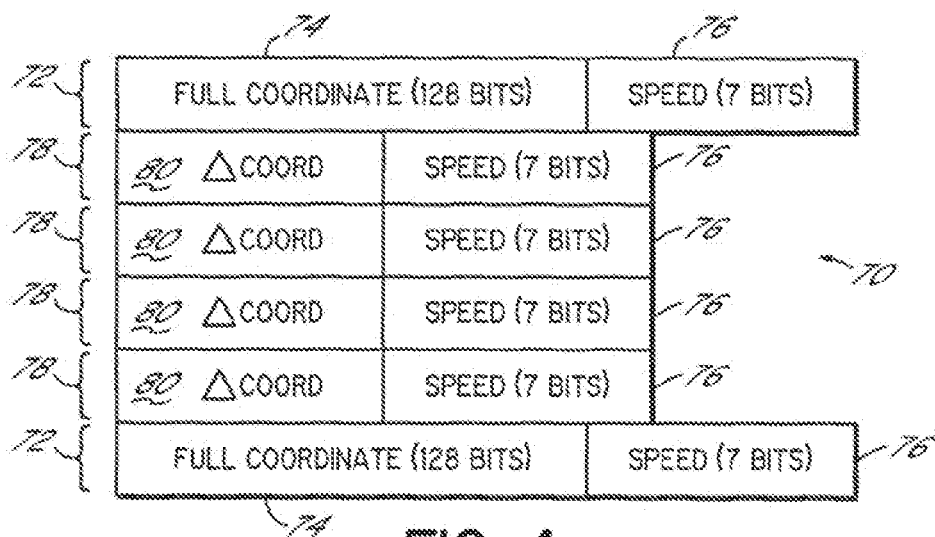 74 76
72 FULL COORDINATE (128 BITS) SPEED (7 BITS)
78 80 △COORD SPEED (7 BITS) 76
78 80 △COORD SPEED (7 BITS) 76
70
78 80 △COORD SPEED (7 BITS) 76
78 80 △COORD SPEED (7 BITS) 76
72 FULL COORDINATE (128 BITS) SPEED (7 BITS) 76
74